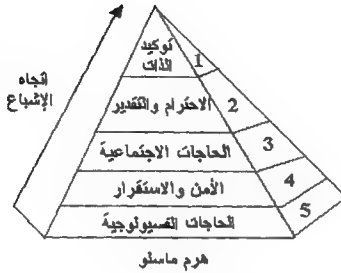 توكيد
الذات
1
الاحترام والتقدير
2
الحاجات الاجتماعية
3
الأمن والاستقرار
4
الحاجات الفسيولوجية
5
اتجاه
الإشباع
هرم ماسلو